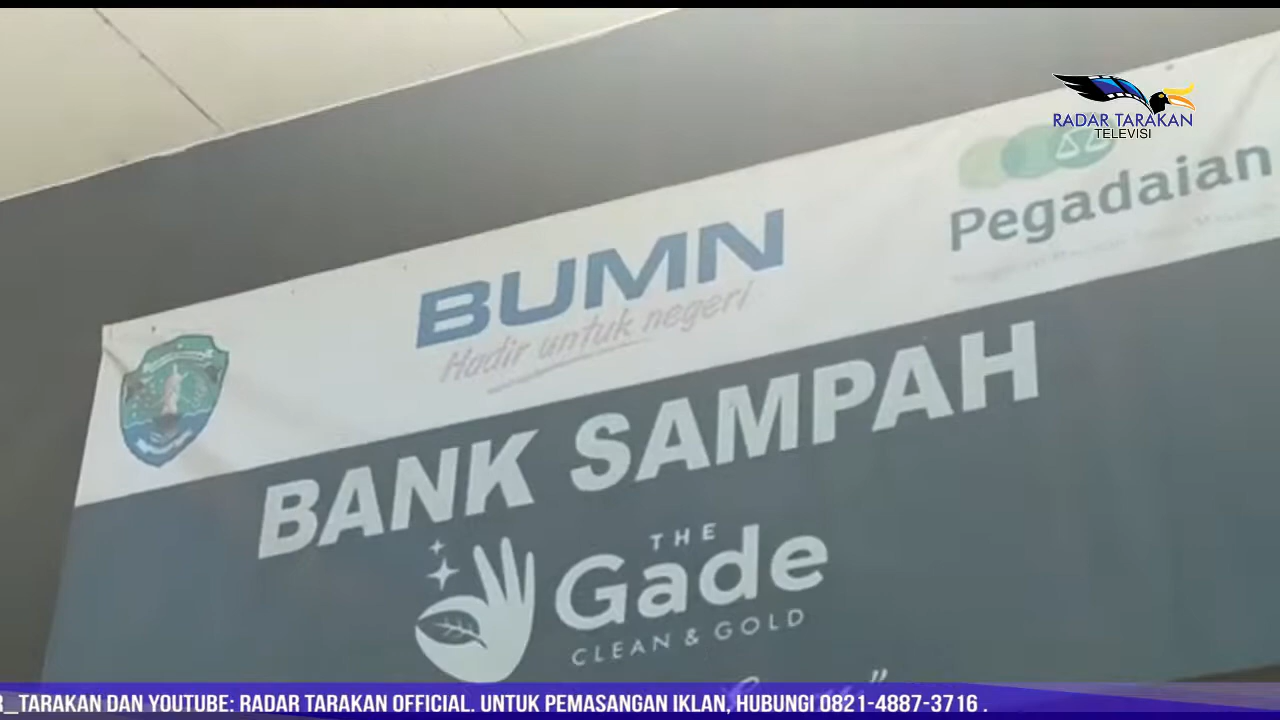 RADAR TARAKAN
TELEVISI
Pegadaian
BUMN
Hadir untuk negeri
BANK SAMPAH
THE
Gade
CLEAN & GOLD
R_TARAKAN DAN YOUTUBE: RADAR TARAKAN OFFICIAL. UNTUK PEMASANGAN IKLAN, HUBUNGI 0821-4887-3716 .